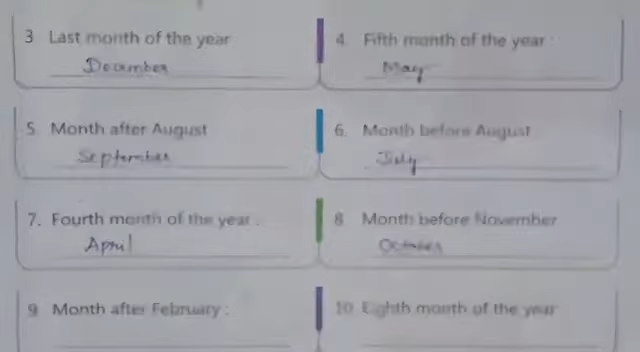 3. Last month of the year
December
4. Fifth month of the year :
May
5. Month after August
September
6. Month before August
July
7. Fourth month of the year :
April
8. Month before November
October
9. Month after February :
10. Eighth month of the year